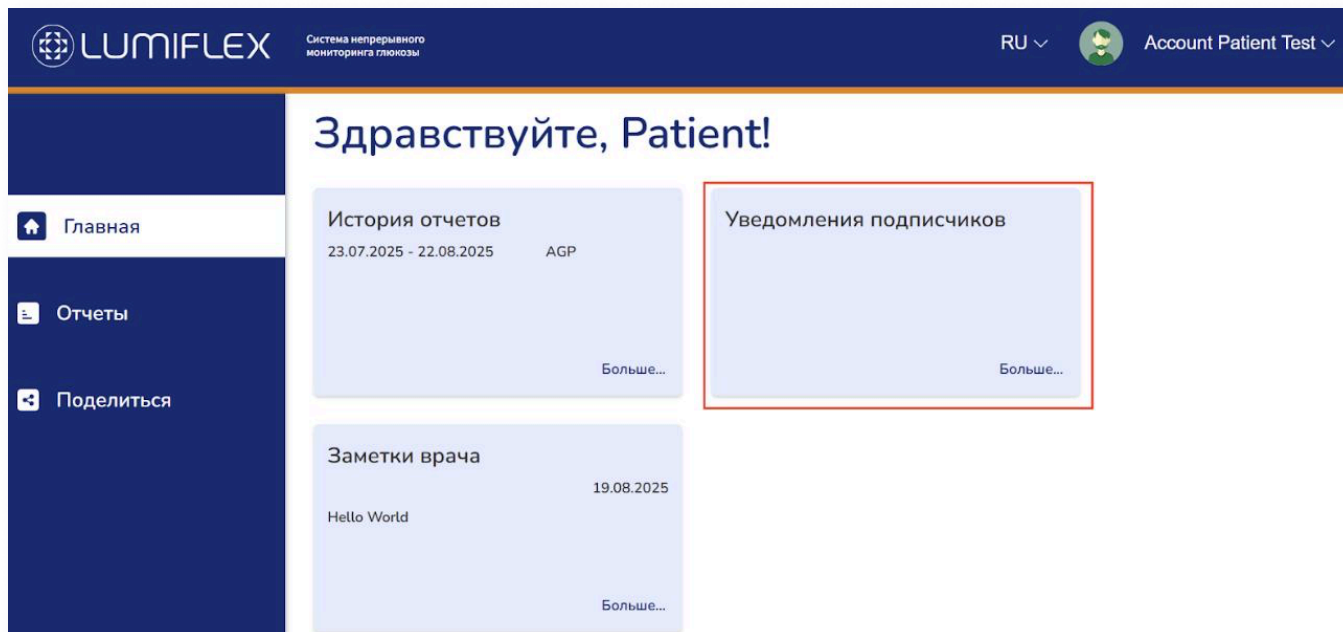 LUMIFLEX
Система непрерывного
мониторинга глюкозы
RU
Account Patient Test
Здравствуйте, Patient!
Главная
Отчеты
Поделиться
История отчетов
23.07.2025 - 22.08.2025 AGP
Больше...
Уведомления подписчиков
Больше...
Заметки врача
19.08.2025
Hello World
Больше...